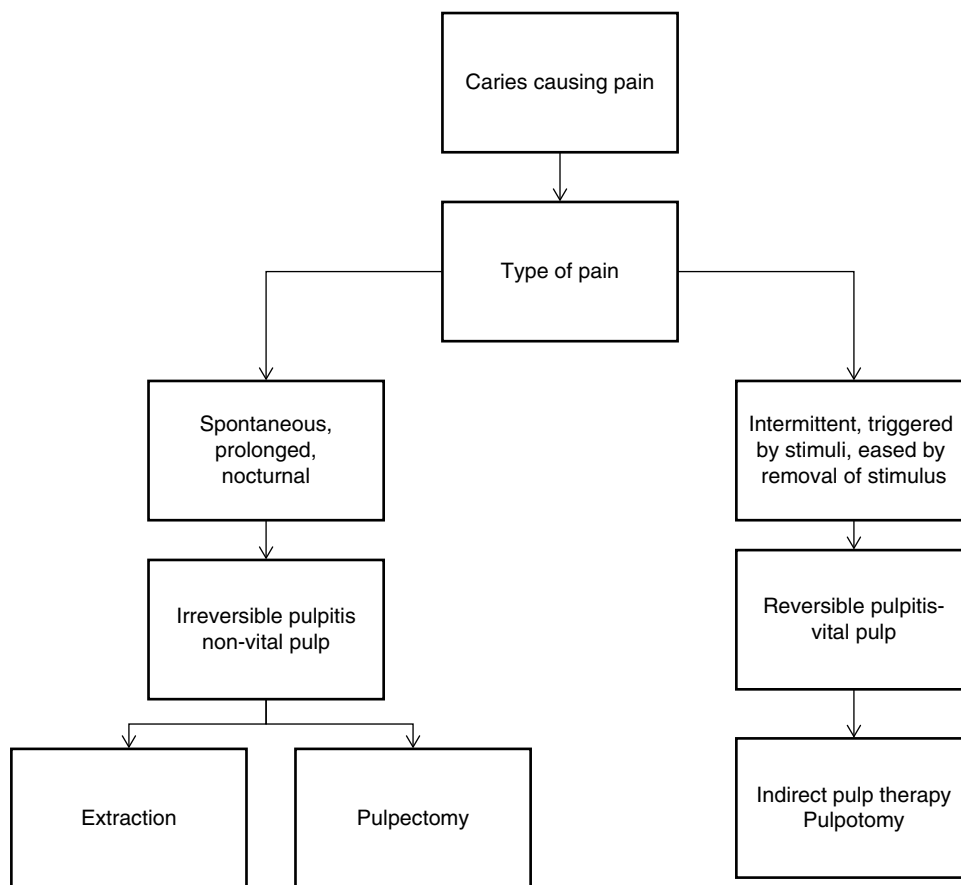 Caries causing pain
Type of pain
Spontaneous,
prolonged,
nocturnal
Intermittent, triggered
by stimuli, eased by
removal of stimulus
Irreversible pulpitis
non-vital pulp
Reversible pulpitis-
vital pulp
Extraction
Pulpectomy
Indirect pulp therapy
Pulpotomy